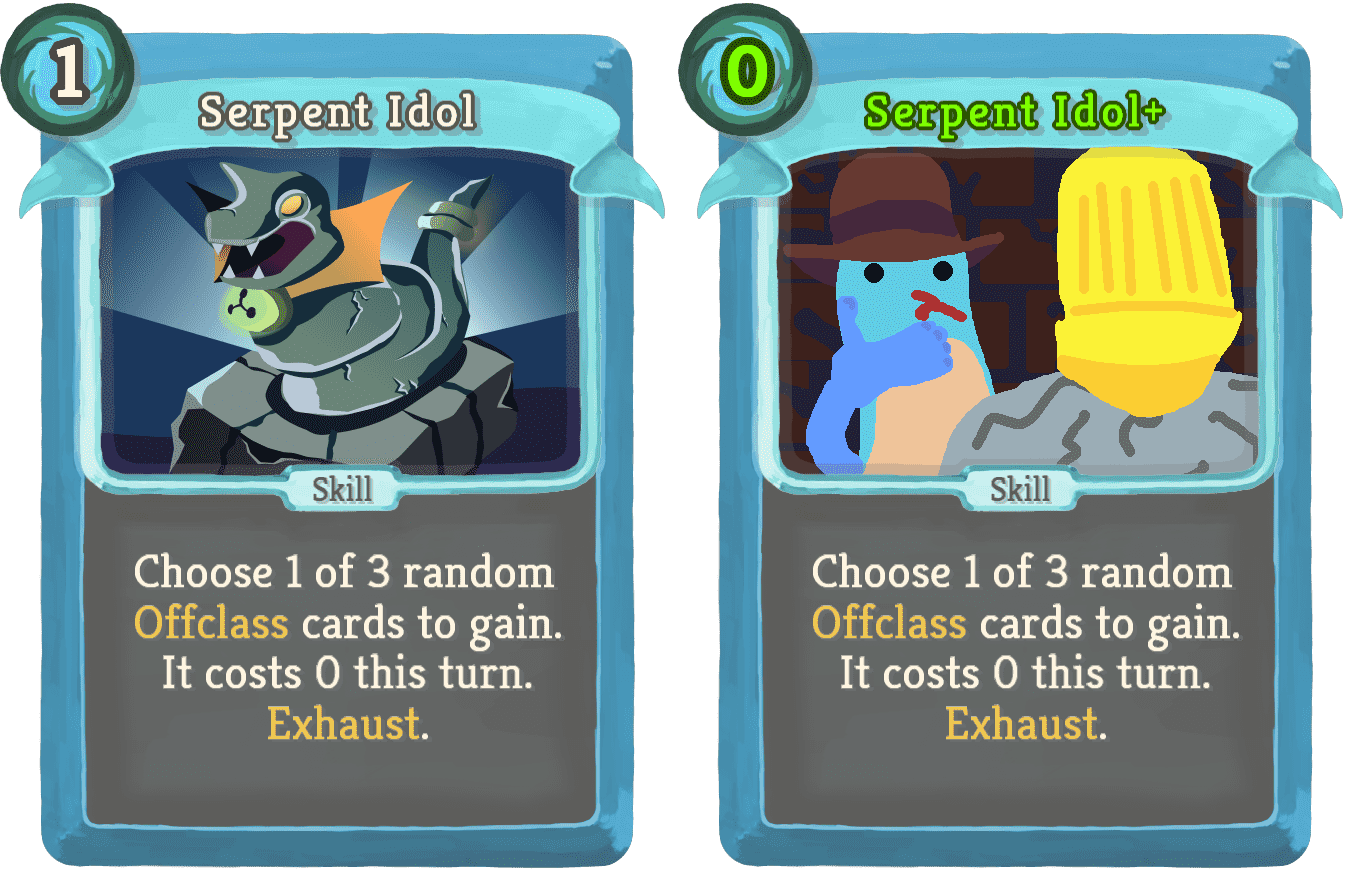 1
Serpent Idol
Skill
Choose 1 of 3 random
Offclass cards to gain.
It costs 0 this turn.
Exhaust.
0
Serpent Idol+
Skill
Choose 1 of 3 random
Offclass cards to gain.
It costs 0 this turn.
Exhaust.